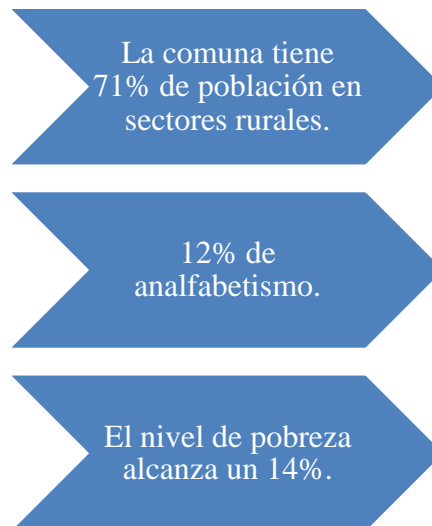 La comuna tiene
71% de población en
sectores rurales.
12% de
analfabetismo.
El nivel de pobreza
alcanza un 14%.